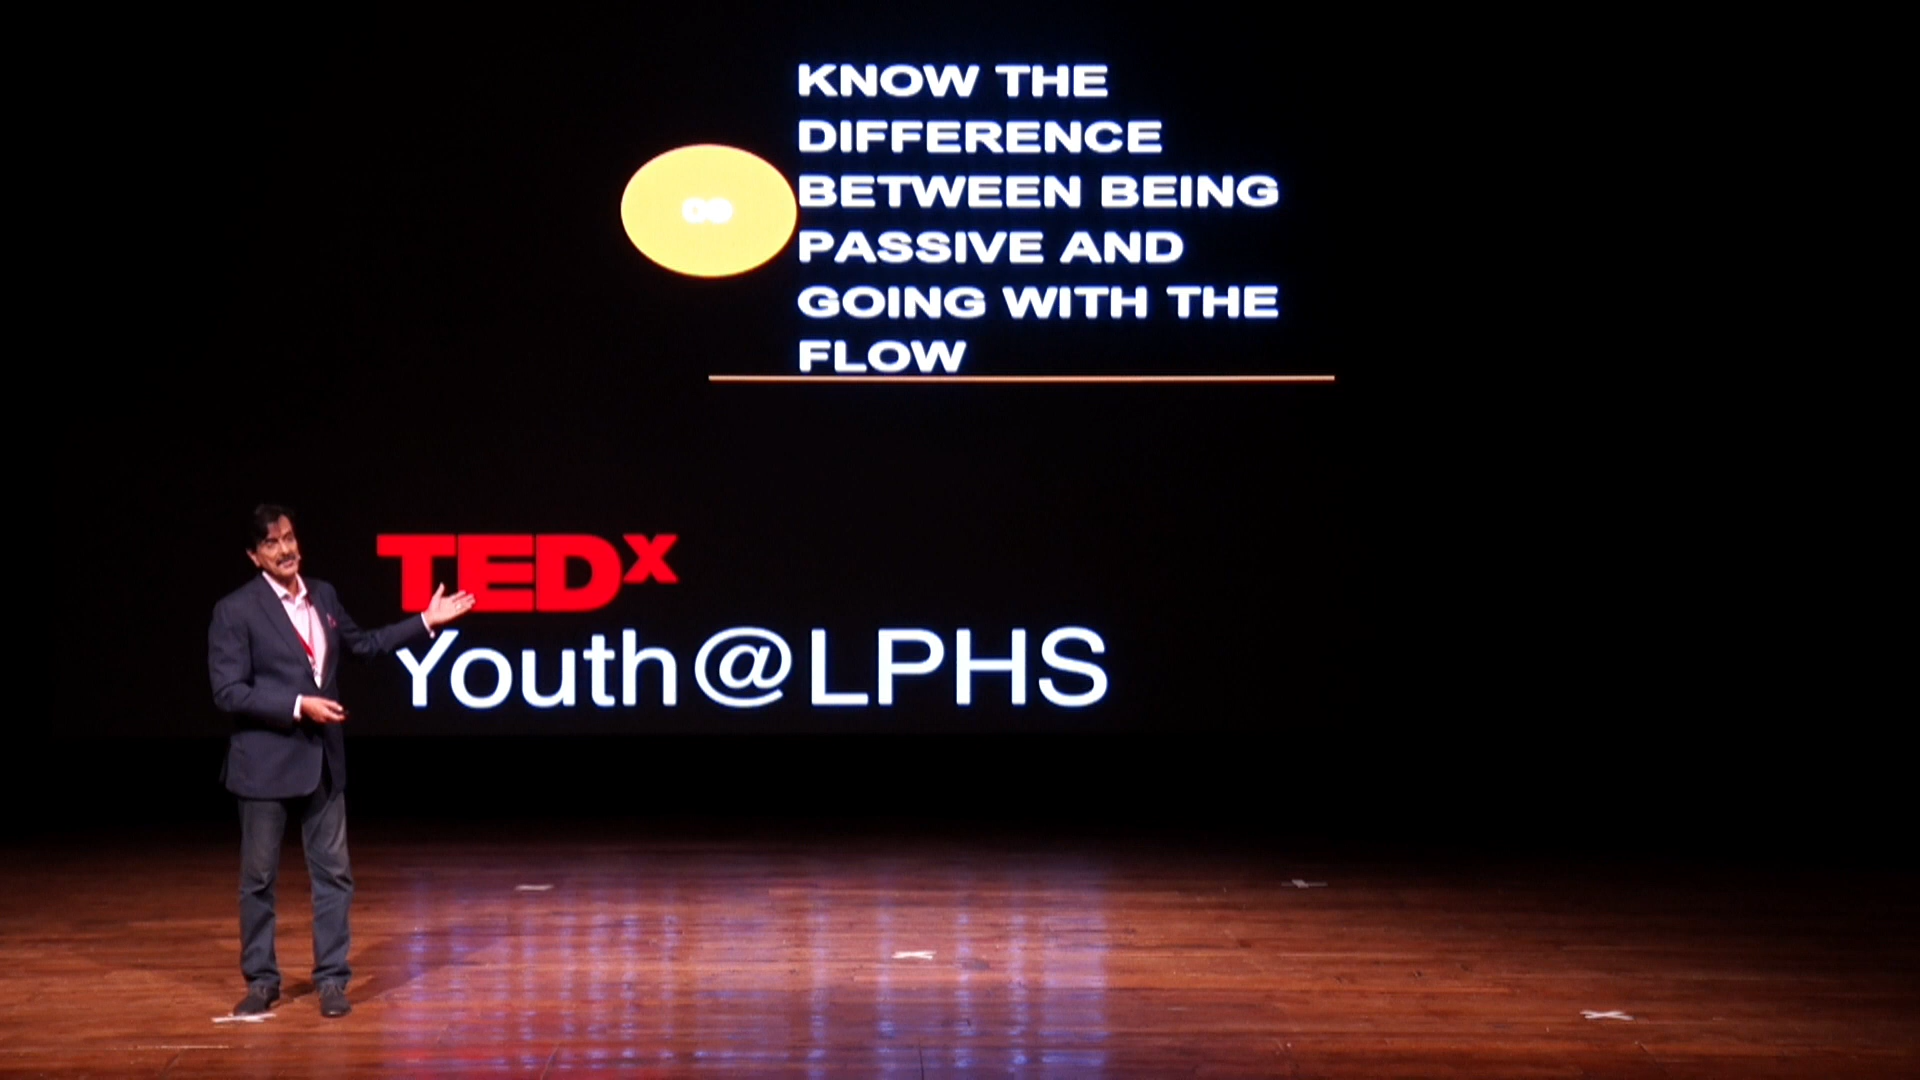 KNOW THE
DIFFERENCE
BETWEEN BEING
PASSIVE AND
GOING WITH THE
FLOW
TEDx
Youth@LPHS